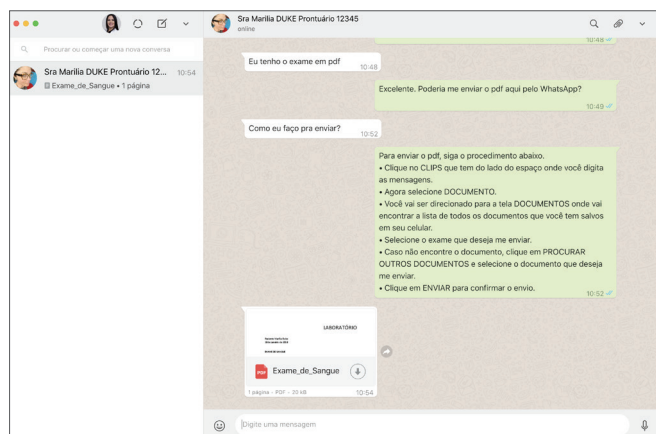 Procurar ou começar uma nova conversa
Sra Marilia DUKE Prontuário 12...
10:54
Exame_de_Sangue • 1 página
Sra Marilia DUKE Prontuário 12345
online
10:48
Eu tenho o exame em pdf
10:48
Excelente. Poderia me enviar o pdf aqui pelo WhatsApp?
10:49
Como eu faço pra enviar?
10:52
Para enviar o pdf, siga o procedimento abaixo.
• Clique no CLIPS que tem do lado do espaço onde você digita
as mensagens.
• Agora selecione DOCUMENTO.
• Você vai ser direcionado para a tela DOCUMENTOS onde vai
encontrar a lista de todos os documentos que você tem salvos
em seu celular.
• Selecione o exame que deseja me enviar.
• Caso não encontre o documento, clique em PROCURAR
OUTROS DOCUMENTOS e selecione o documento que deseja
me enviar.
• Clique em ENVIAR para confirmar o envio.
10:52
LABORATÓRIO
PDF
Exame_de_Sangue
1 página • PDF • 20 kB
10:54
Digite uma mensagem